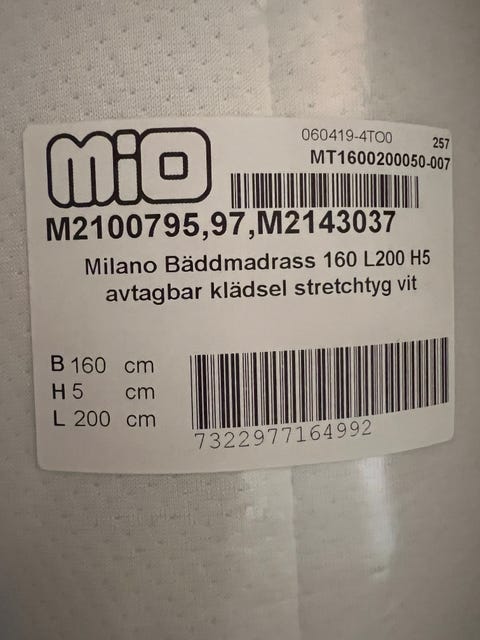 mio
060419-4TO0 257
MT1600200050-007
M2100795,97,M2143037
Milano Bäddmadrass 160 L200 H5
avtagbar klädsel stretchtyg vit
B 160 cm
H 5 cm
L 200 cm
7322977164992